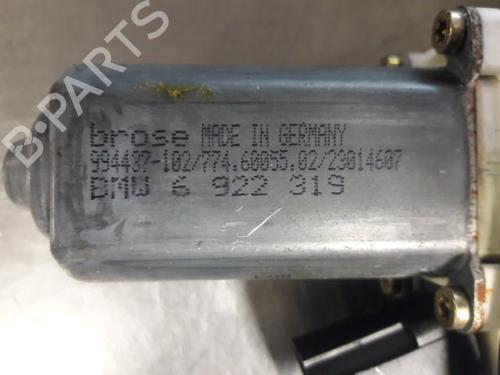 B-PARTS
brose MADE IN GERMANY
994437-102/774.60055.02/23014607
BMW 6 922 319